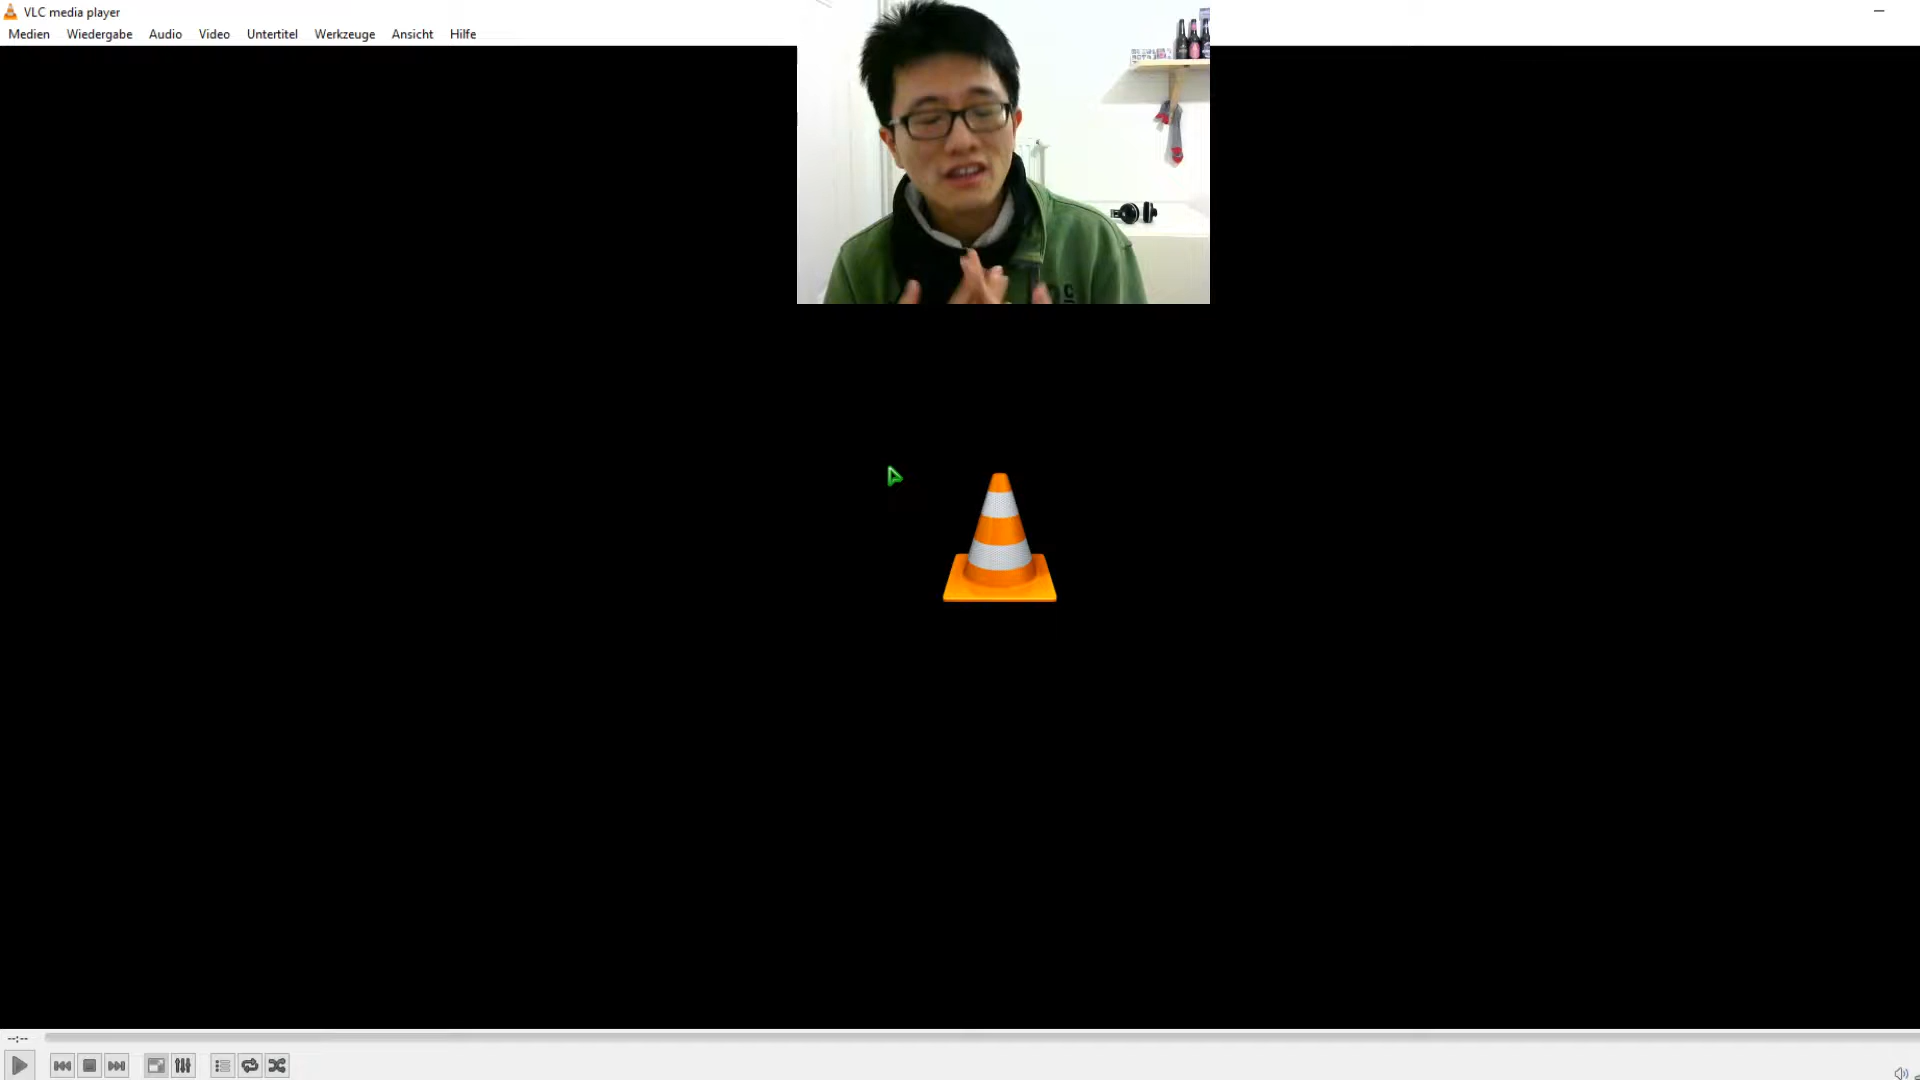 VLC media player
Medien Wiedergabe Audio Video Untertitel Werkzeuge Ansicht Hilfe
--:--